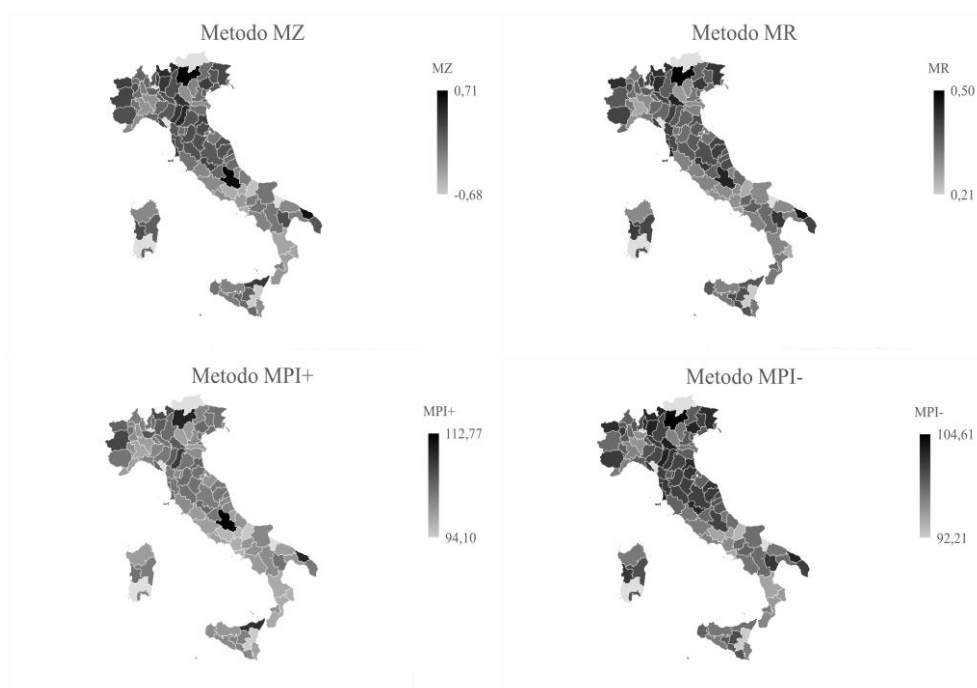 Metodo MZ
MZ
0,71
-0,68
Metodo MR
MR
0,50
0,21
Metodo MPI+
MPI+
112,77
94,10
Metodo MPI-
MPI-
104,61
92,21